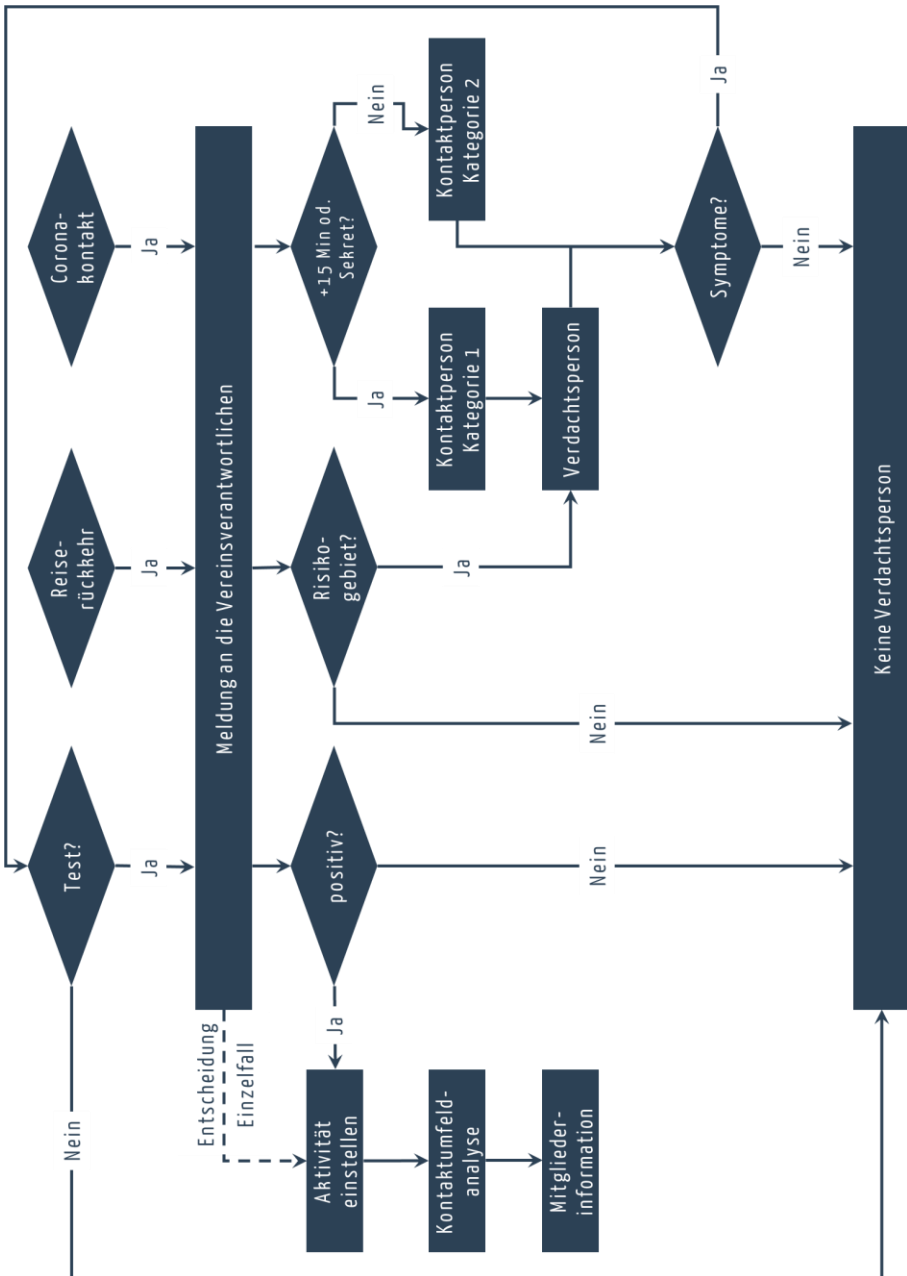 Test?
Reise-
rückkehr
Corona-
kontakt
Nein
Ja
Ja
Ja
Meldung an die Vereinsverantwortlichen
Entscheidung
Einzelfall
positiv?
Risiko-
gebiet?
+15 Min od.
Sekret?
Ja
Ja
Nein
Aktivität
einstellen
Kontaktumfeld-
analyse
Mitglieder-
information
Kontaktperson
Kategorie 1
Kontaktperson
Kategorie 2
Ja
Verdachtsperson
Nein
Nein
Symptome?
Ja
Nein
Keine Verdachtsperson